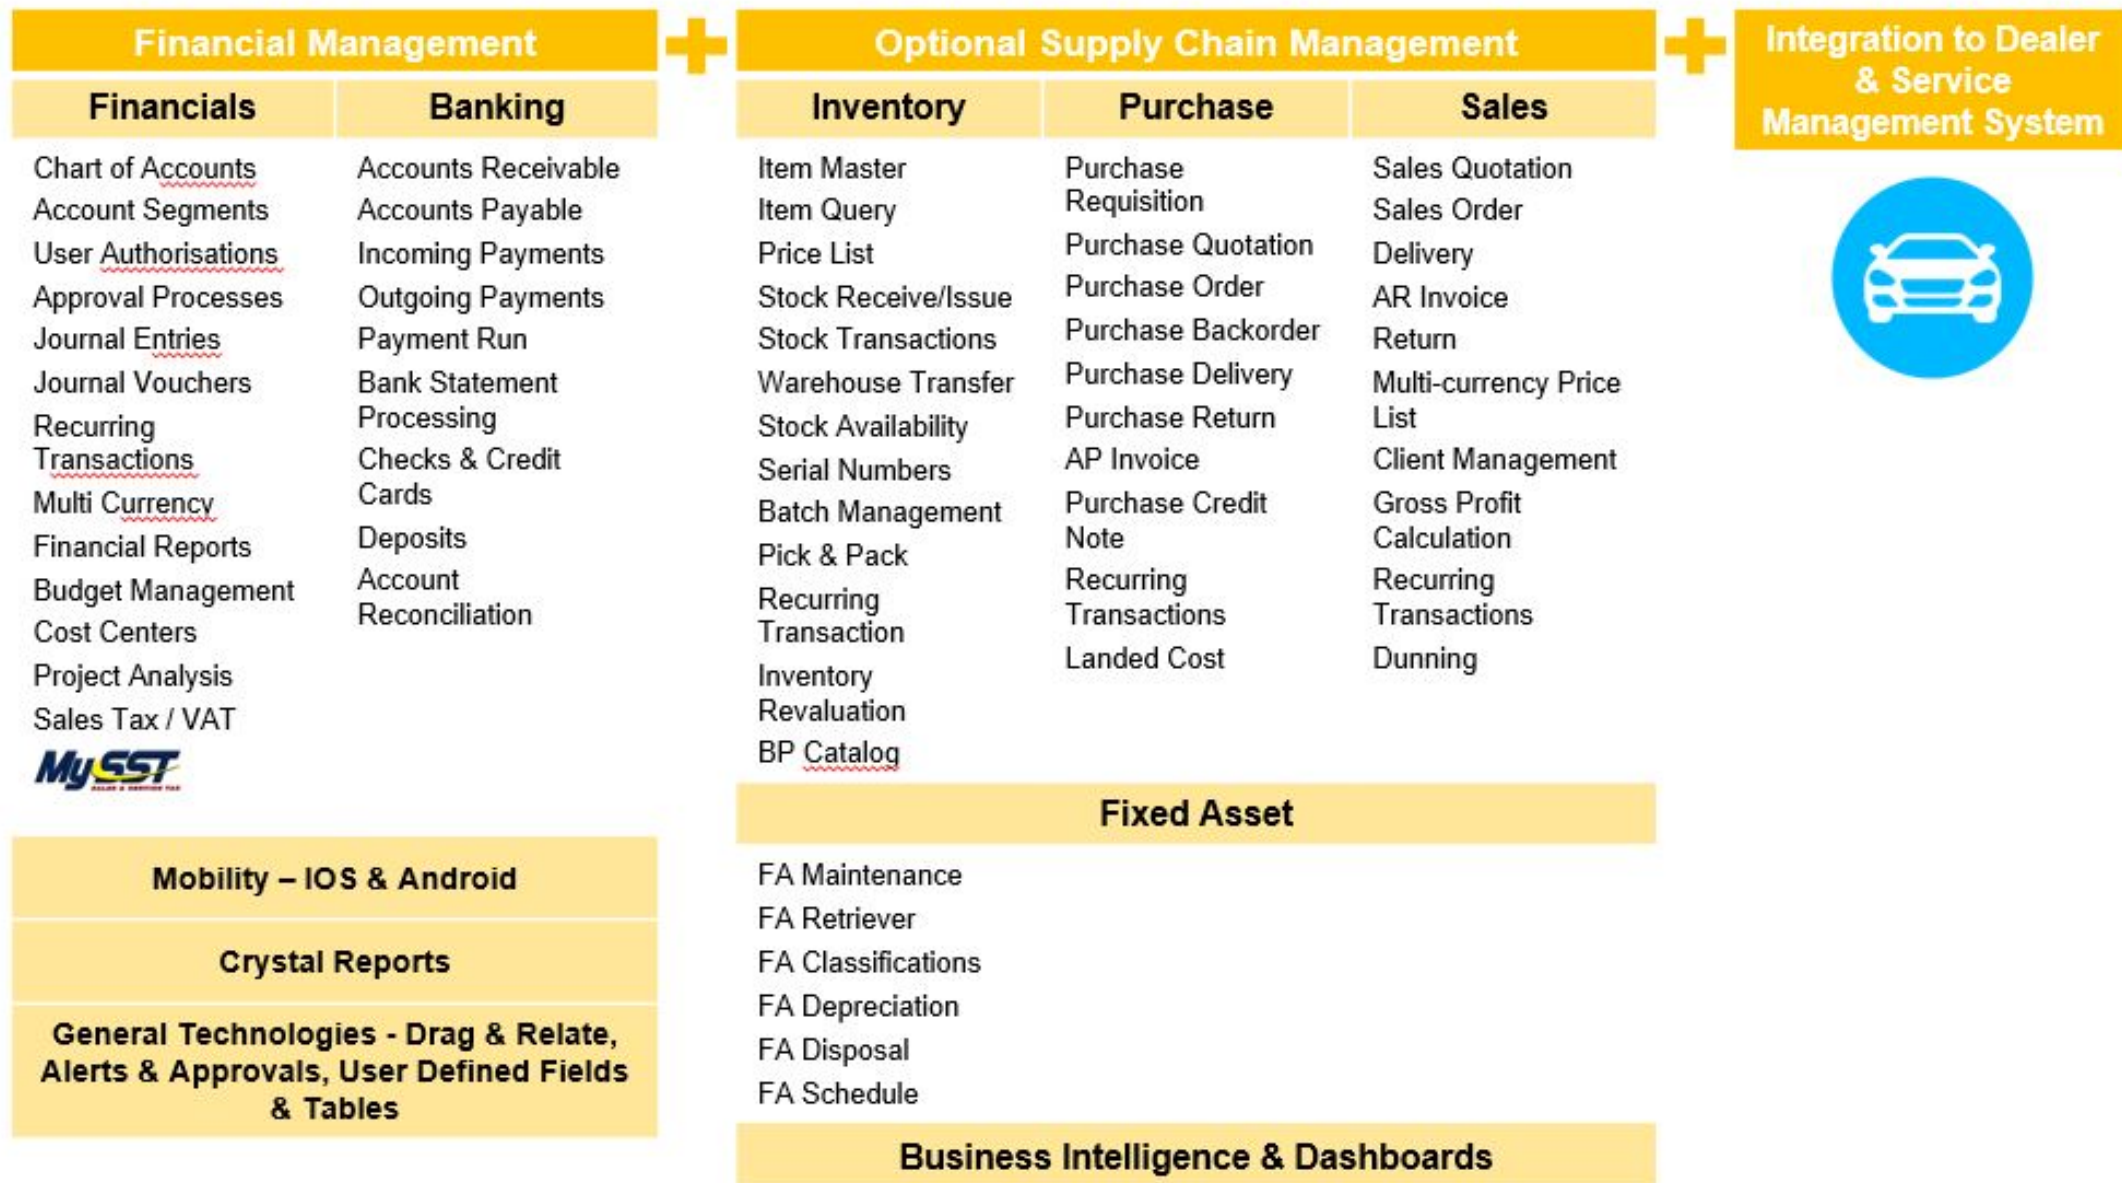 Financial Management
Financials
Banking
Chart of Accounts
Account Segments
User Authorisations
Approval Processes
Journal Entries
Journal Vouchers
Recurring
Transactions
Multi Currency
Financial Reports
Budget Management
Cost Centers
Project Analysis
Sales Tax / VAT
MySST
SALES & SERVICE TAX
Accounts Receivable
Accounts Payable
Incoming Payments
Outgoing Payments
Payment Run
Bank Statement
Processing
Checks & Credit
Cards
Deposits
Account
Reconciliation
Mobility – IOS & Android
Crystal Reports
General Technologies - Drag & Relate,
Alerts & Approvals, User Defined Fields
& Tables
Optional Supply Chain Management
Inventory
Purchase
Sales
Item Master
Item Query
Price List
Stock Receive/Issue
Stock Transactions
Warehouse Transfer
Stock Availability
Serial Numbers
Batch Management
Pick & Pack
Recurring
Transaction
Inventory
Revaluation
BP Catalog
Purchase
Requisition
Purchase Quotation
Purchase Order
Purchase Backorder
Purchase Delivery
Purchase Return
AP Invoice
Purchase Credit
Note
Recurring
Transactions
Landed Cost
Sales Quotation
Sales Order
Delivery
AR Invoice
Return
Multi-currency Price
List
Client Management
Gross Profit
Calculation
Recurring
Transactions
Dunning
Fixed Asset
FA Maintenance
FA Retriever
FA Classifications
FA Depreciation
FA Disposal
FA Schedule
Business Intelligence & Dashboards
Integration to Dealer
& Service
Management System